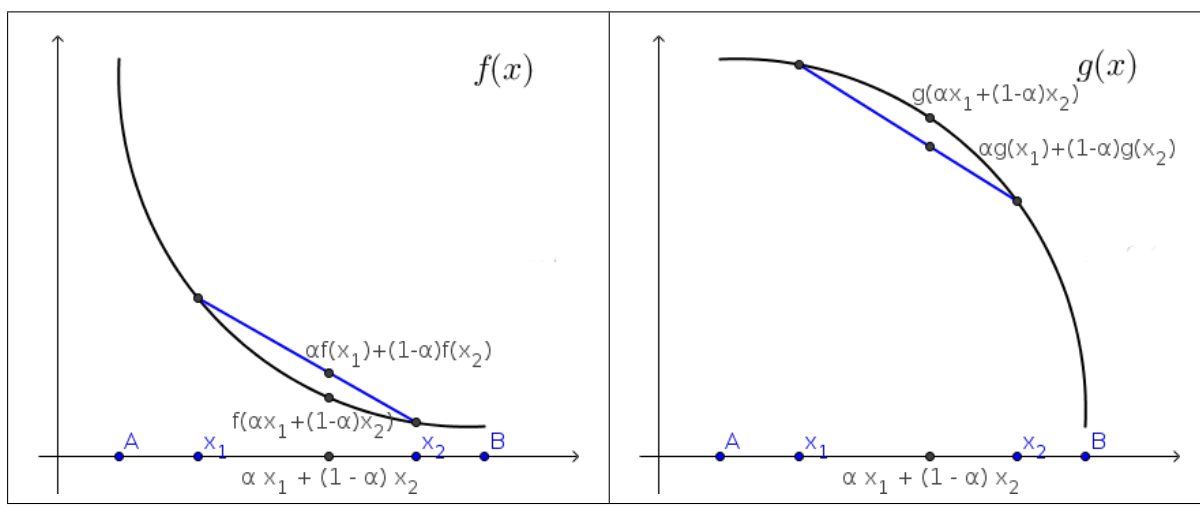 f(x)
αf(x₁)+(1-α)f(x₂)
f(αx₁+(1-α)x₂)
A x₁ x₂ B
α x₁ + (1 - α) x₂
g(x)
g(αx₁+(1-α)x₂)
αg(x₁)+(1-α)g(x₂)
A x₁ x₂ B
α x₁ + (1 - α) x₂